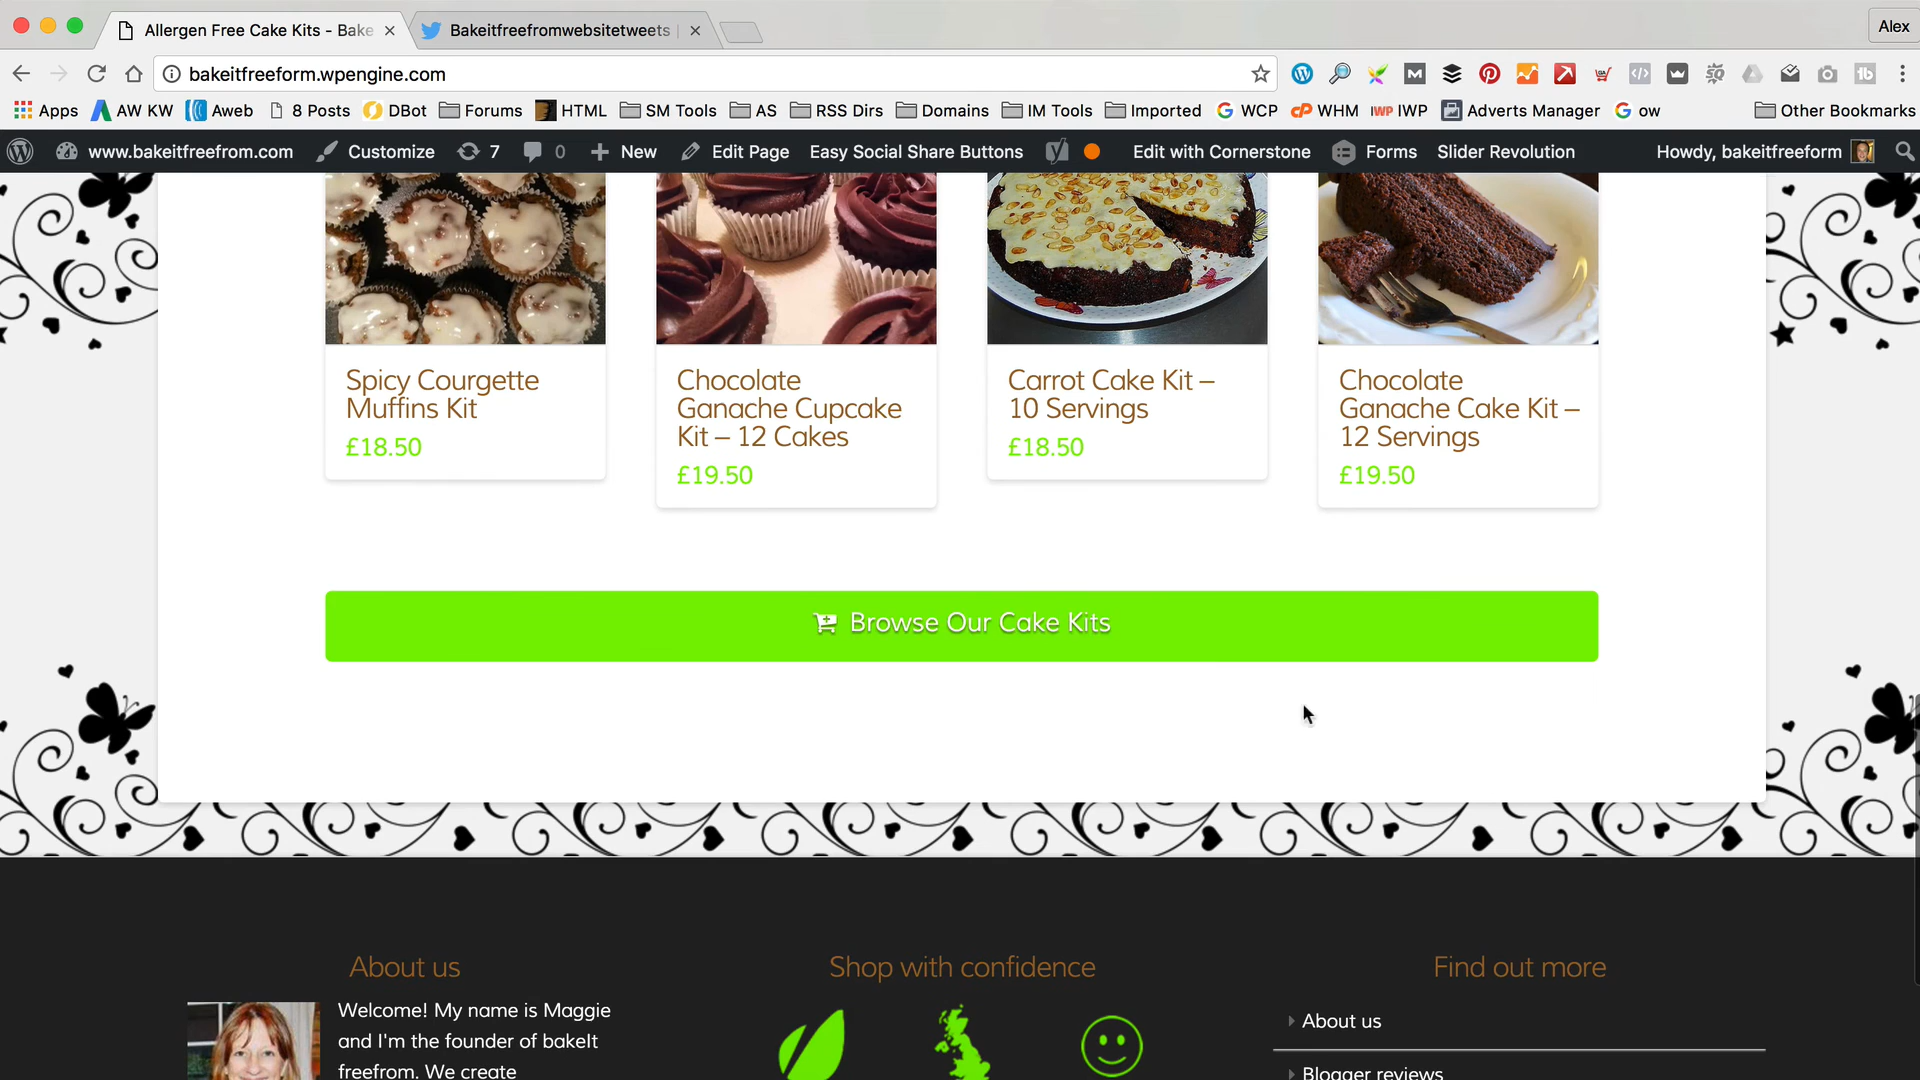 Allergen Free Cake Kits - Bake
Bakeitfreefromwebsitetweets |
Alex
bakeitfreeform.wpengine.com
Apps AW KW Aweb 8 Posts DBot Forums HTML SM Tools AS RSS Dirs Domains IM Tools Imported WCP WHM IWP IWP Adverts Manager ow Other Bookmarks
www.bakeitfreefrom.com Customize 7 0 New Edit Page Easy Social Share Buttons Edit with Cornerstone Forms Slider Revolution Howdy, bakeitfreeform
Spicy Courgette
Muffins Kit
£18.50
Chocolate
Ganache Cupcake
Kit – 12 Cakes
£19.50
Carrot Cake Kit –
10 Servings
£18.50
Chocolate
Ganache Cake Kit –
12 Servings
£19.50
Browse Our Cake Kits
About us
Welcome! My name is Maggie
and I'm the founder of bakeIt
freefrom. We create
Shop with confidence
Find out more
About us
Blogger reviews